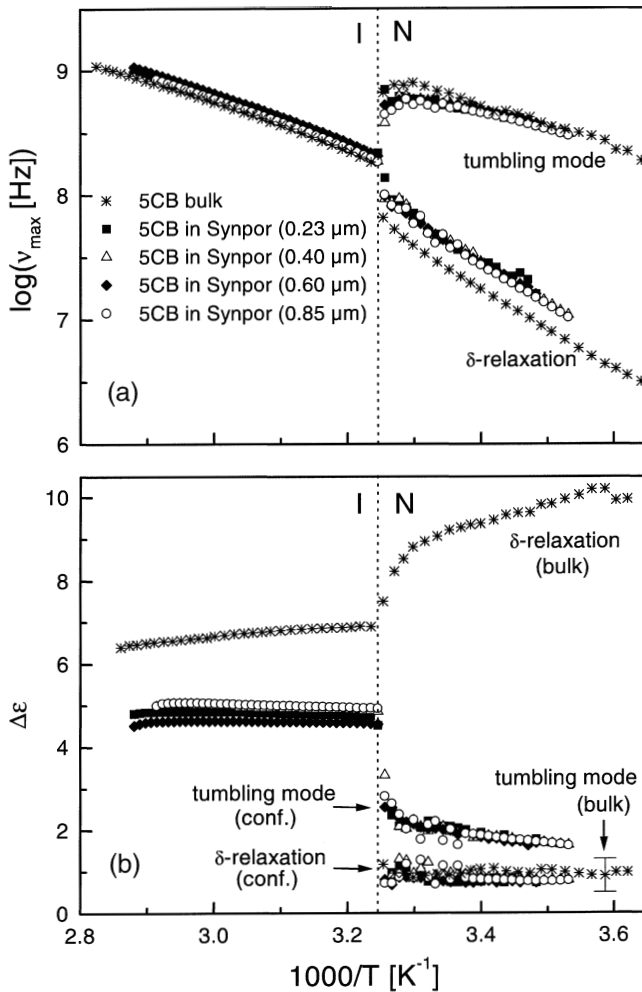 I N
9
8
7
6
log(ν_max [Hz])
tumbling mode
5CB bulk
5CB in Synpor (0.23 µm)
5CB in Synpor (0.40 µm)
5CB in Synpor (0.60 µm)
5CB in Synpor (0.85 µm)
δ-relaxation
(a)
I N
10
8
6
4
2
0
Δε
δ-relaxation
(bulk)
tumbling mode
(conf.)
tumbling mode
(bulk)
δ-relaxation
(conf.)
(b)
2.8 3.0 3.2 3.4 3.6
1000/T [K⁻¹]